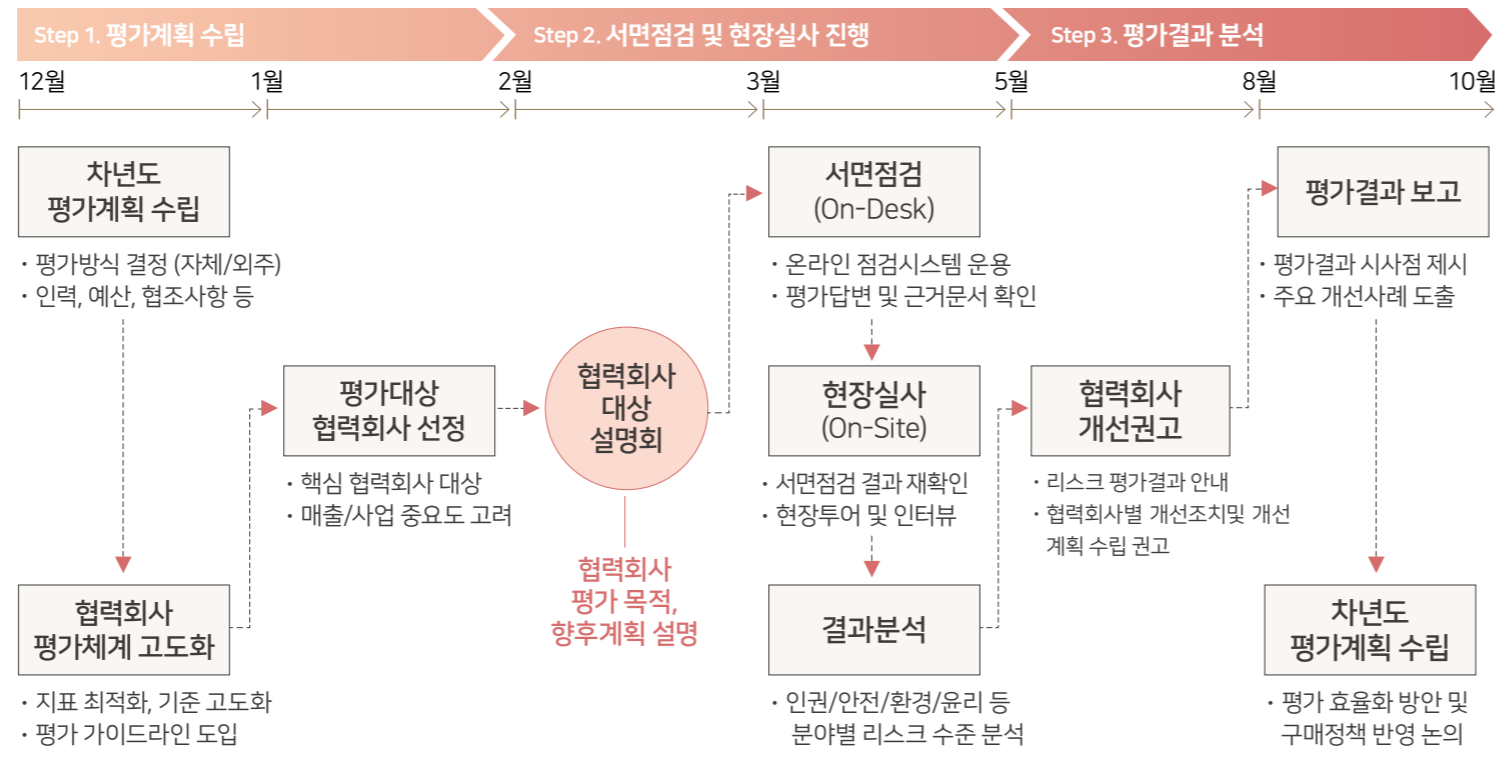 Step 1. 평가계획 수립
Step 2. 서면점검 및 현장실사 진행
Step 3. 평가결과 분석
12월
1월
2월
3월
5월
8월
10월
차년도
평가계획 수립
· 평가방식 결정 (자체/외주)
· 인력, 예산, 협조사항 등
협력회사
평가체계 고도화
· 지표 최적화, 기준 고도화
· 평가 가이드라인 도입
평가대상
협력회사 선정
· 핵심 협력회사 대상
· 매출/사업 중요도 고려
협력회사
대상
설명회
협력회사
평가 목적,
향후계획 설명
서면점검
(On-Desk)
· 온라인 점검시스템 운용
· 평가답변 및 근거문서 확인
현장실사
(On-Site)
· 서면점검 결과 재확인
· 현장투어 및 인터뷰
결과분석
· 인권/안전/환경/윤리 등
분야별 리스크 수준 분석
협력회사
개선권고
· 리스크 평가결과 안내
· 협력회사별 개선조치및 개선
계획 수립 권고
평가결과 보고
· 평가결과 시사점 제시
· 주요 개선사례 도출
차년도
평가계획 수립
· 평가 효율화 방안 및
구매정책 반영 논의